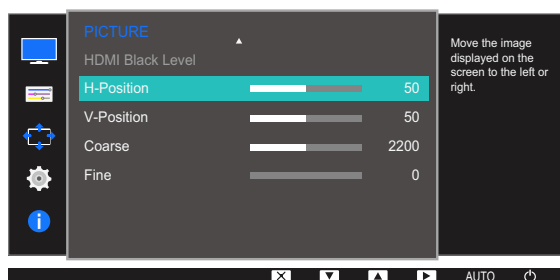 PICTURE
HDMI Black Level
H-Position 50
V-Position 50
Coarse 2200
Fine 0
Move the image
displayed on the
screen to the left or
right.
AUTO